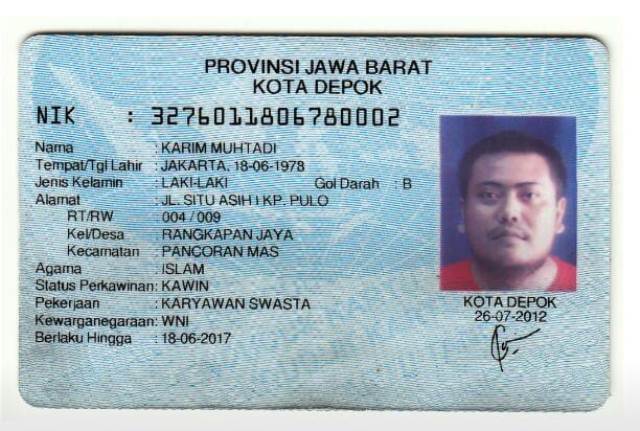 PROVINSI JAWA BARAT
KOTA DEPOK
NIK : 3276011806780002
Nama : KARIM MUHTADI
Tempat/Tgl Lahir : JAKARTA, 18-06-1978
Jenis Kelamin : LAKI-LAKI Gol Darah : B
Alamat : JL. SITU ASIH I KP. PULO
RT/RW : 004 / 009
Kel/Desa : RANGKAPAN JAYA
Kecamatan : PANCORAN MAS
Agama : ISLAM
Status Perkawinan: KAWIN
Pekerjaan : KARYAWAN SWASTA
Kewarganegaraan: WNI
Berlaku Hingga : 18-06-2017
KOTA DEPOK
26-07-2012